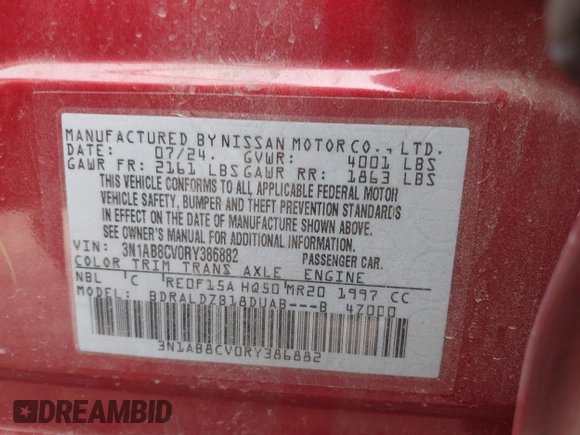 MANUFACTURED BY NISSAN MOTOR CO., LTD.
DATE: 07/24. GVWR: 4001 LBS
GAWR FR: 2161 LBS GAWR RR: 1863 LBS
THIS VEHICLE CONFORMS TO ALL APPLICABLE FEDERAL MOTOR
VEHICLE SAFETY, BUMPER AND THEFT PREVENTION STANDARDS
IN EFFECT ON THE DATE OF MANUFACTURE SHOWN ABOVE.
SEE OWNER'S MANUAL FOR ADDITIONAL INFORMATION.
VIN: 3N1AB8CV0RY386882 PASSENGER CAR.
COLOR TRIM TRANS AXLE ENGINE
NBL C RE0F15A HQ50 MR20 1997 CC
MODEL: BDRALDZB18DUAB---B 47000
3N1AB8CV0RY386882
DREAMBID